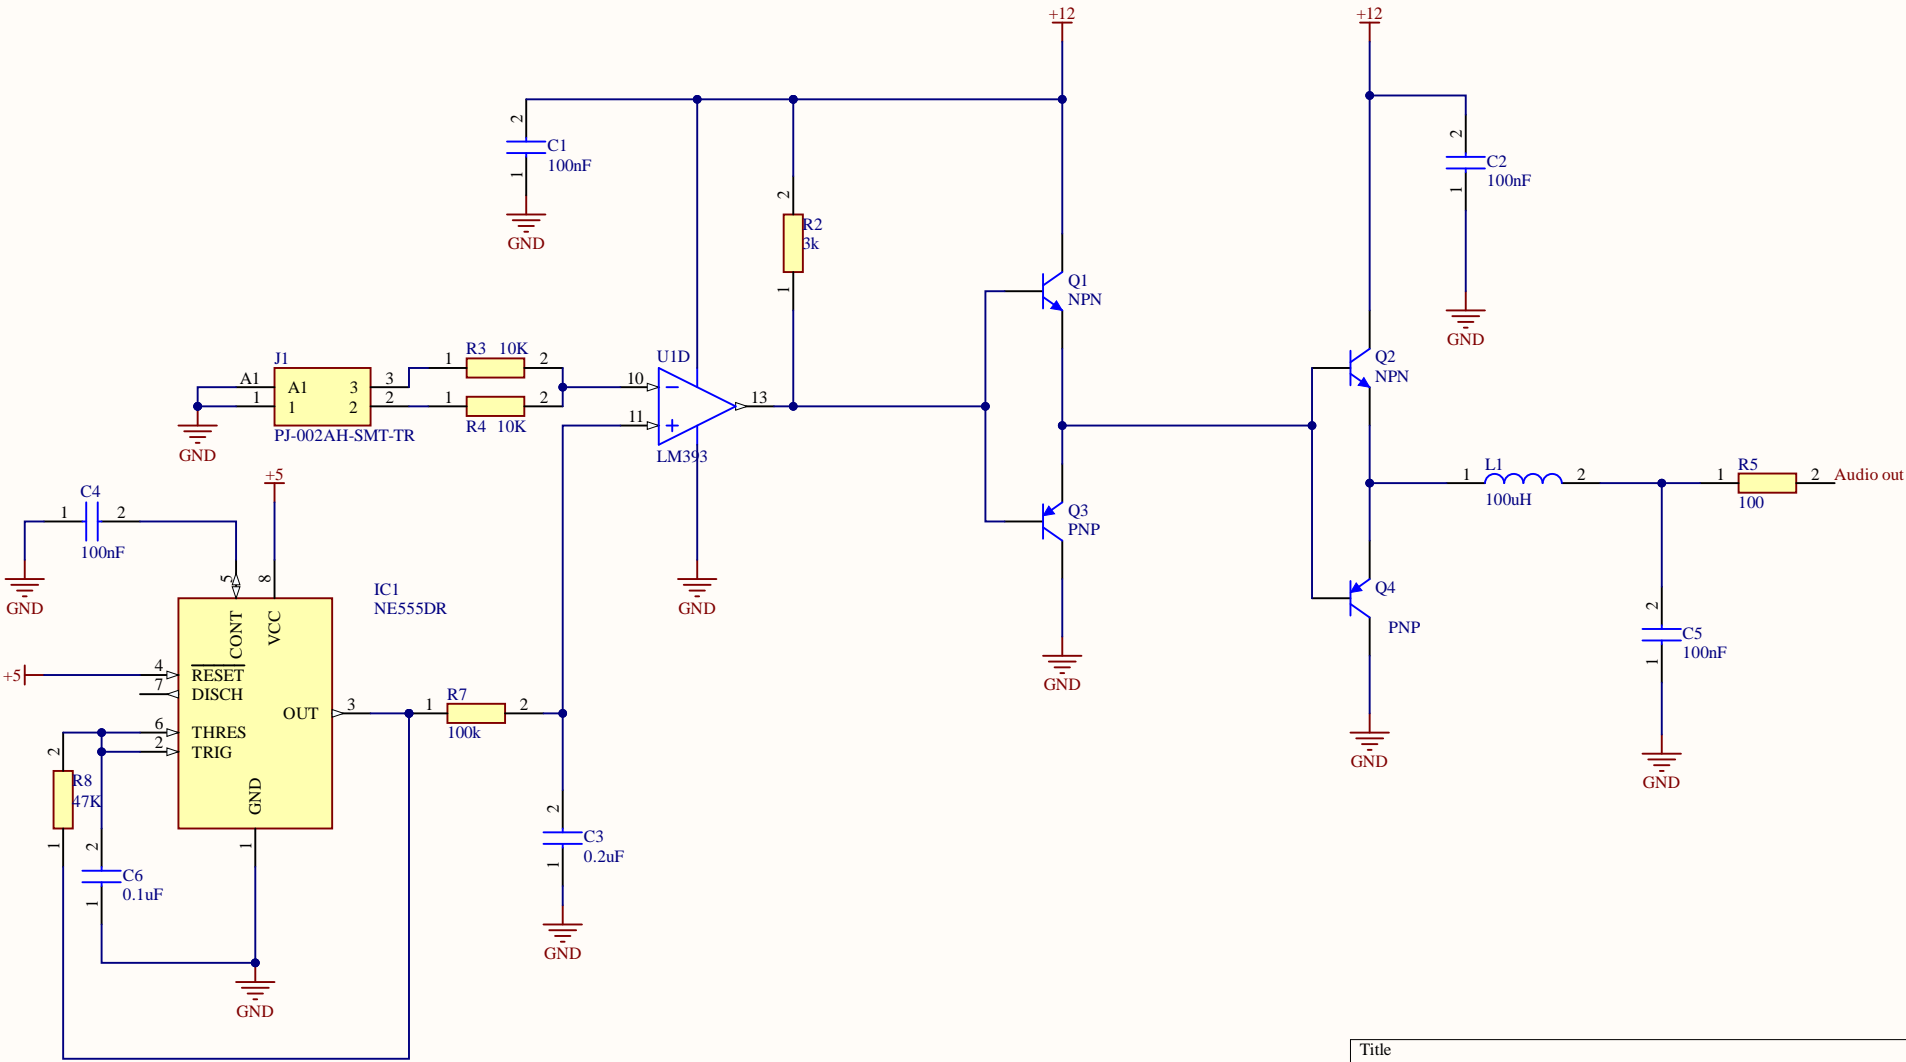 +12
+12
2
C1
100nF
1
GND
2
C2
100nF
1
GND
2
R2
3k
1
Q1
NPN
J1
A1
A1
3
3
1
1
2
2
PJ-002AH-SMT-TR
GND
1
R3 10K
2
1
R4 10K
2
U1D
10
11
13
LM393
GND
Q2
NPN
Q3
PNP
GND
Q4
PNP
GND
1
L1
2
100uH
1
R5
2
100
Audio out
2
C5
100nF
1
GND
C4
1
2
100nF
GND
+5
5
8
IC1
NE555DR
CONT
VCC
+5
4
RESET
7
DISCH
OUT
3
6
THRES
2
TRIG
GND
1
GND
1
R7
2
100k
2
R8
47K
1
2
C6
0.1uF
1
2
C3
0.2uF
1
GND
Title